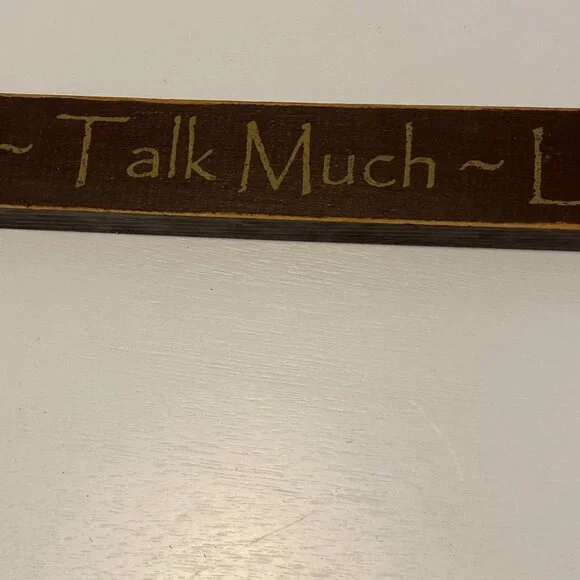 ~ Talk Much ~ L